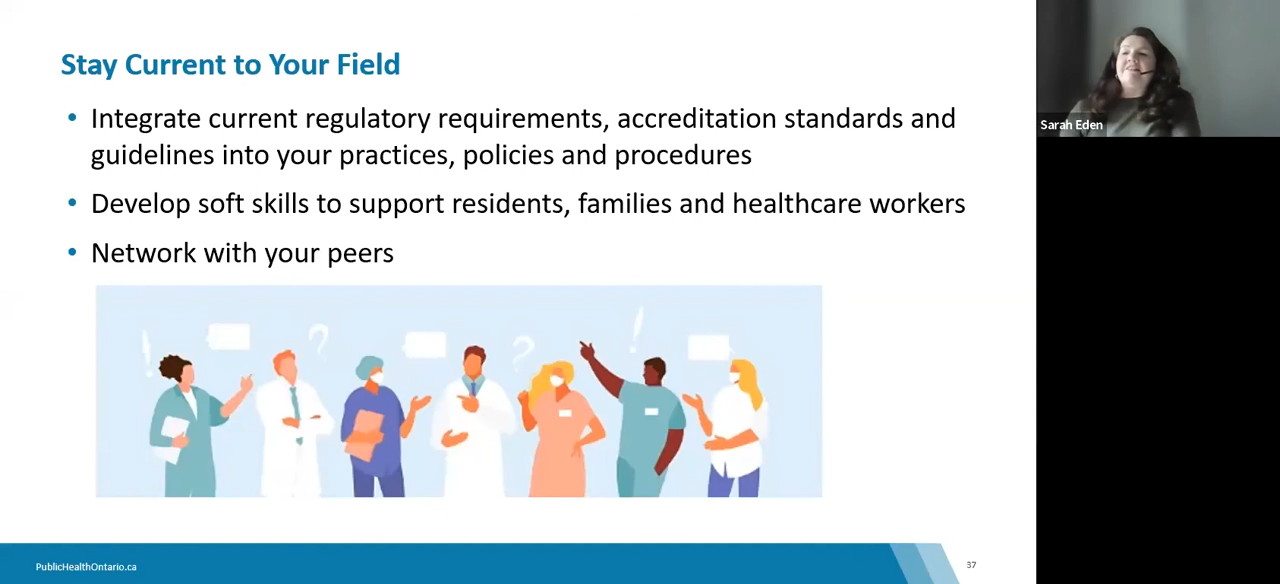 Stay Current to Your Field
• Integrate current regulatory requirements, accreditation standards and
guidelines into your practices, policies and procedures
• Develop soft skills to support residents, families and healthcare workers
• Network with your peers
! ? ? !
PublicHealthOntario.ca
37
Sarah Eden